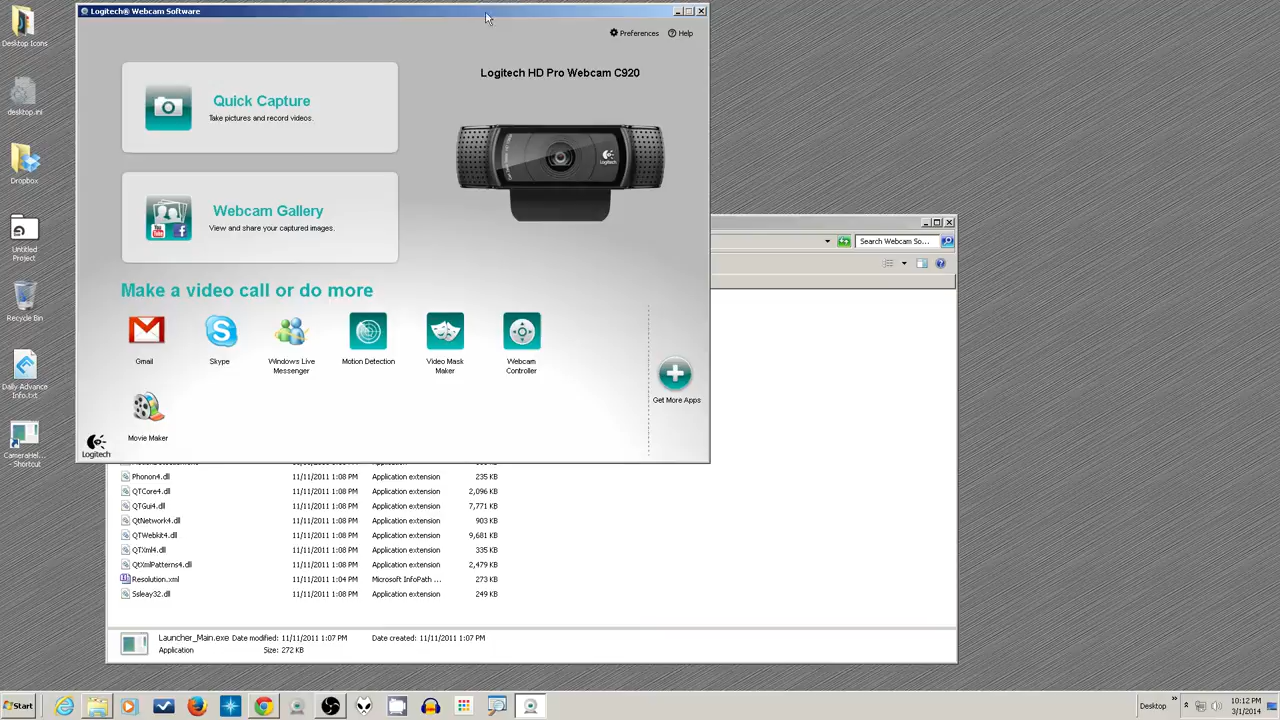 Logitech® Webcam Software
Preferences
Help
Logitech HD Pro Webcam C920
Quick Capture
Take pictures and record videos.
Logitech
Webcam Gallery
View and share your captured images.
Make a video call or do more
Gmail
Skype
Windows Live
Messenger
Motion Detection
Video Mask
Maker
Webcam
Controller
Get More Apps
Movie Maker
Logitech
Desktop Icons
desktop.ini
Dropbox
Untitled
Project
Recycle Bin
Daily Advance
Info.txt
CameraHel...
- Shortcut
Search Webcam So...
Phonon4.dll 11/11/2011 1:08 PM Application extension 235 KB
QTCore4.dll 11/11/2011 1:08 PM Application extension 2,096 KB
QTGui4.dll 11/11/2011 1:08 PM Application extension 7,771 KB
QtNetwork4.dll 11/11/2011 1:08 PM Application extension 903 KB
QTWebkit4.dll 11/11/2011 1:08 PM Application extension 9,681 KB
QTXml4.dll 11/11/2011 1:08 PM Application extension 335 KB
QtXmlPatterns4.dll 11/11/2011 1:08 PM Application extension 2,479 KB
Resolution.xml 11/11/2011 1:04 PM Microsoft InfoPath ... 273 KB
Ssleay32.dll 11/11/2011 1:08 PM Application extension 249 KB
Launcher_Main.exe Date modified: 11/11/2011 1:07 PM Date created: 11/11/2011 1:07 PM
Application Size: 272 KB
Start
Desktop
10:12 PM
3/1/2014